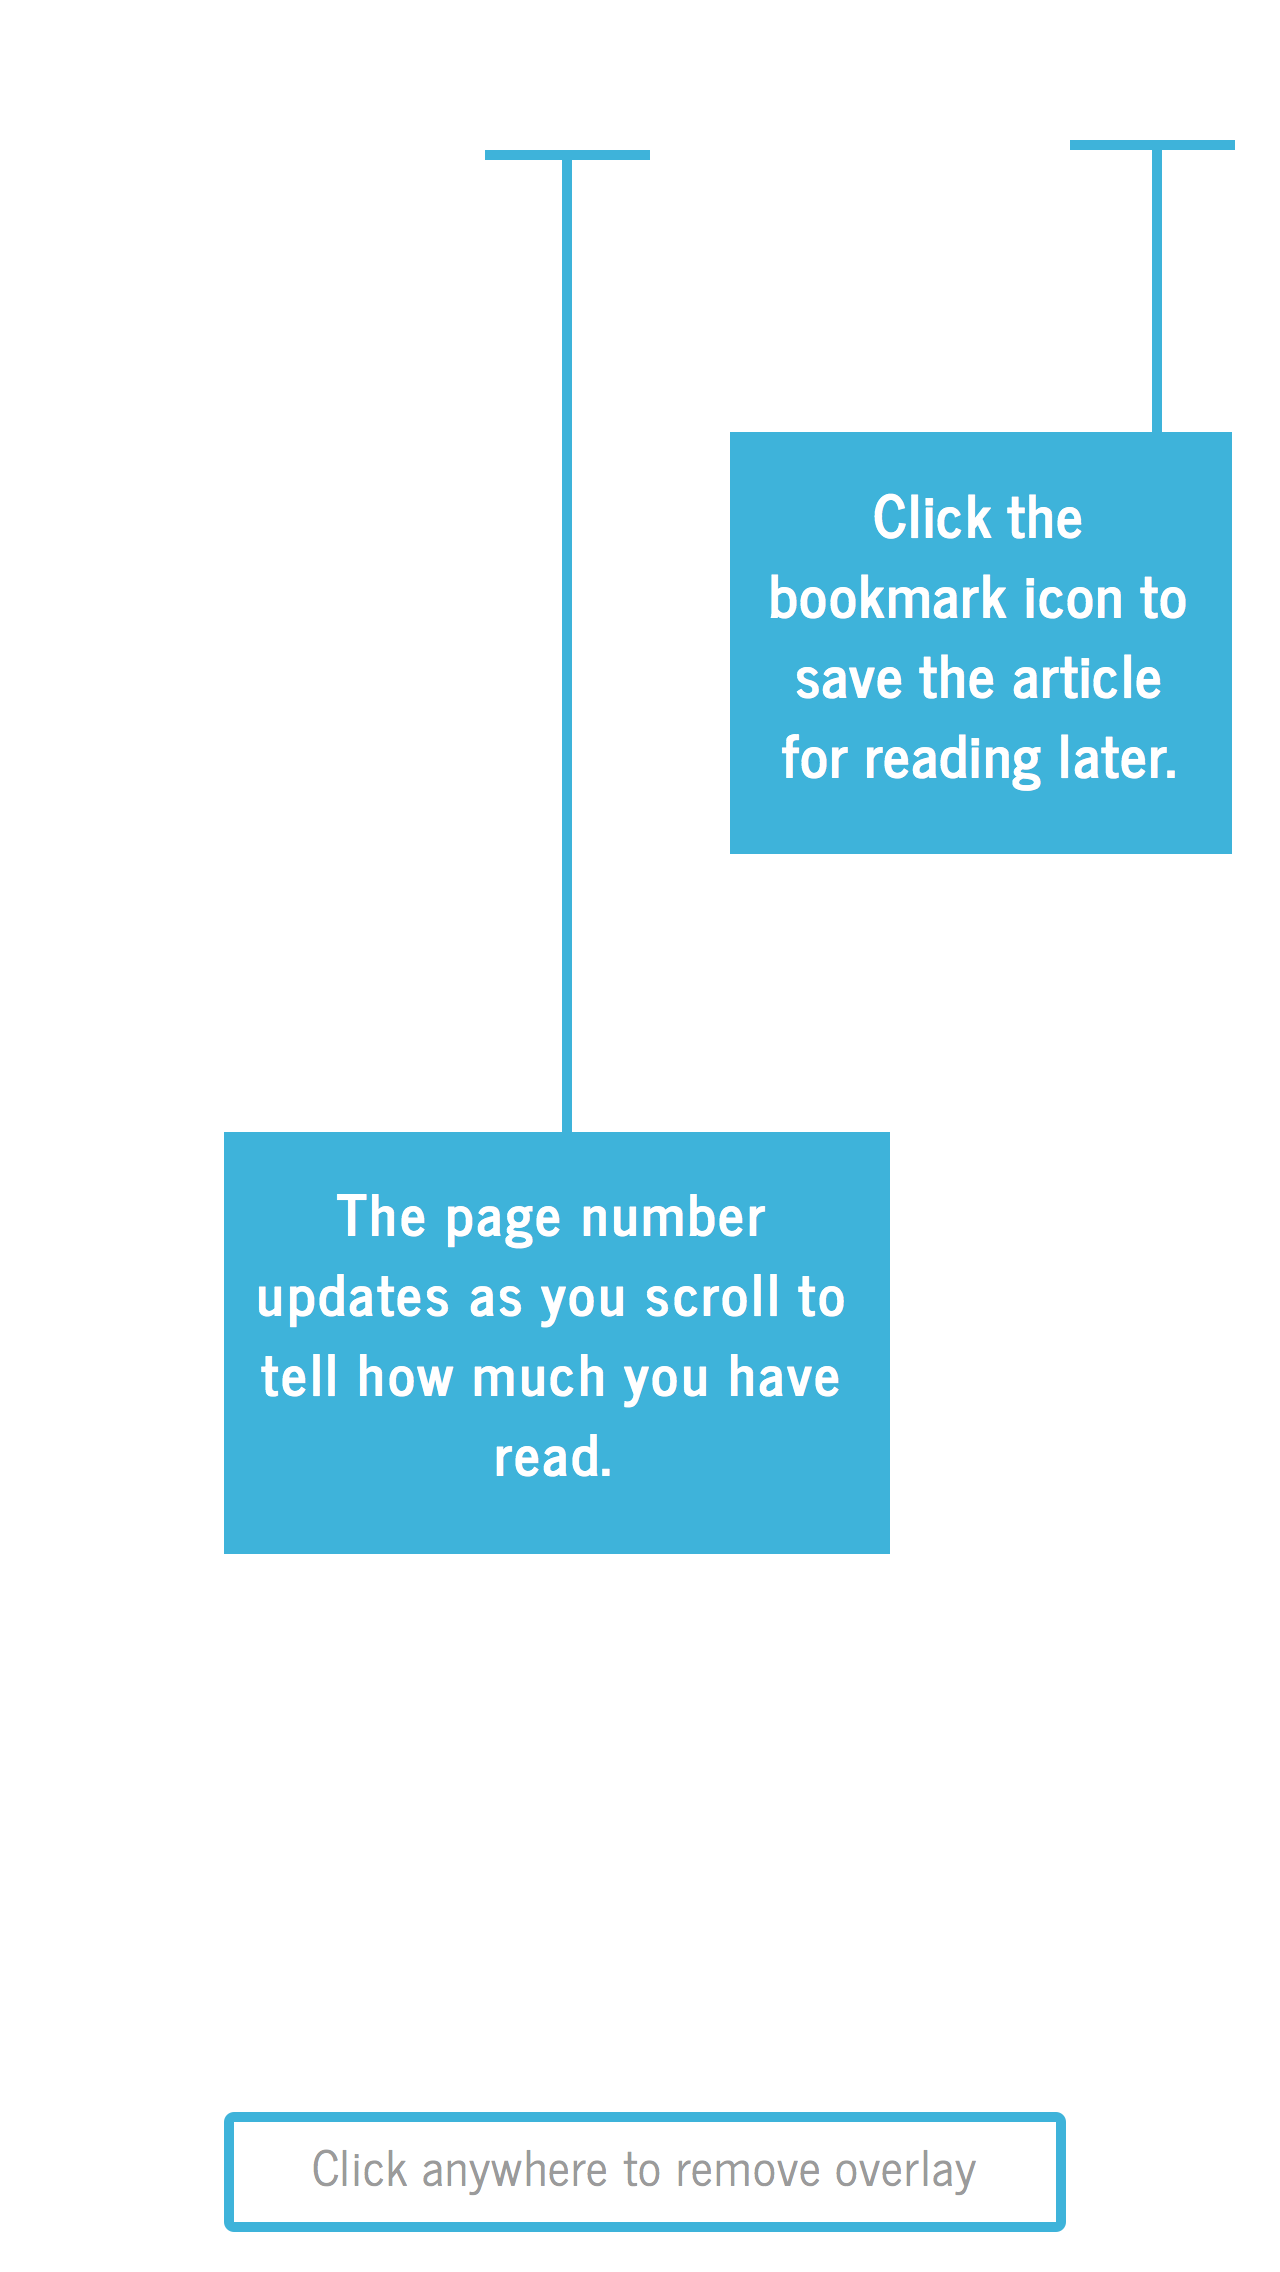 Click the
bookmark icon to
save the article
for reading later.
The page number
updates as you scroll to
tell how much you have
read.
Click anywhere to remove overlay